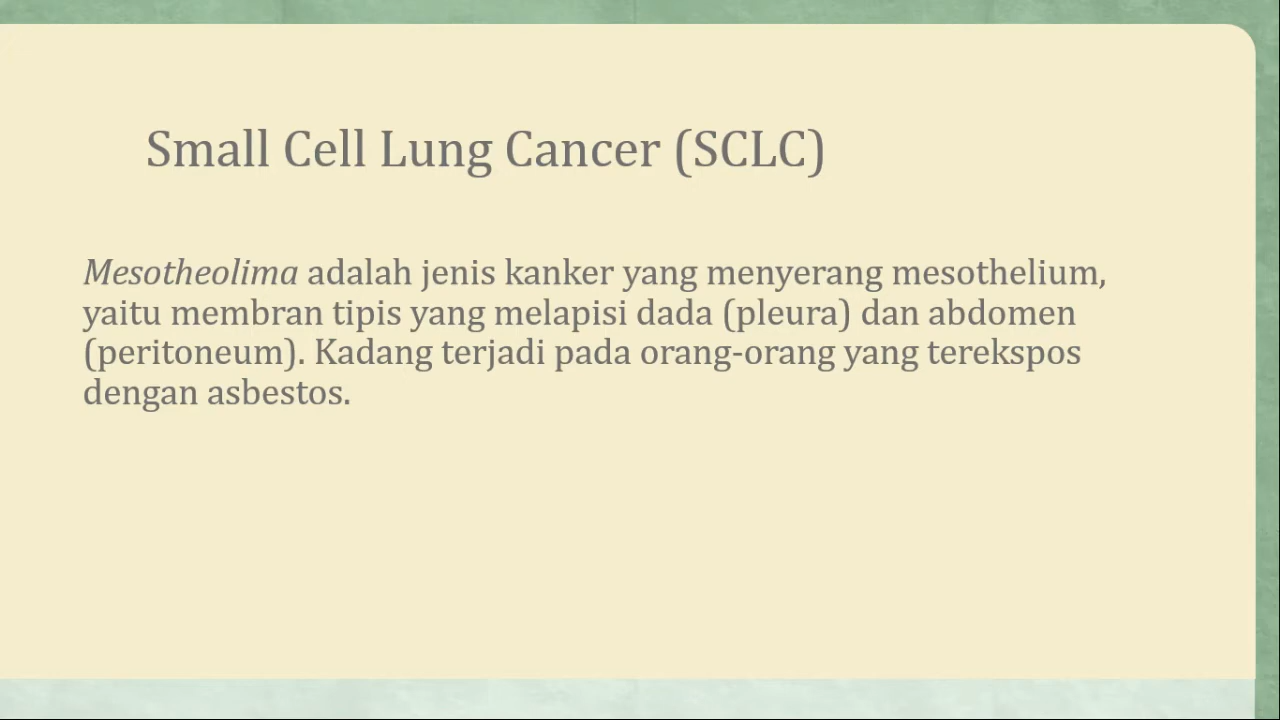 Small Cell Lung Cancer (SCLC)
Mesotheolima adalah jenis kanker yang menyerang mesothelium,
yaitu membran tipis yang melapisi dada (pleura) dan abdomen
(peritoneum). Kadang terjadi pada orang-orang yang terekspos
dengan asbestos.